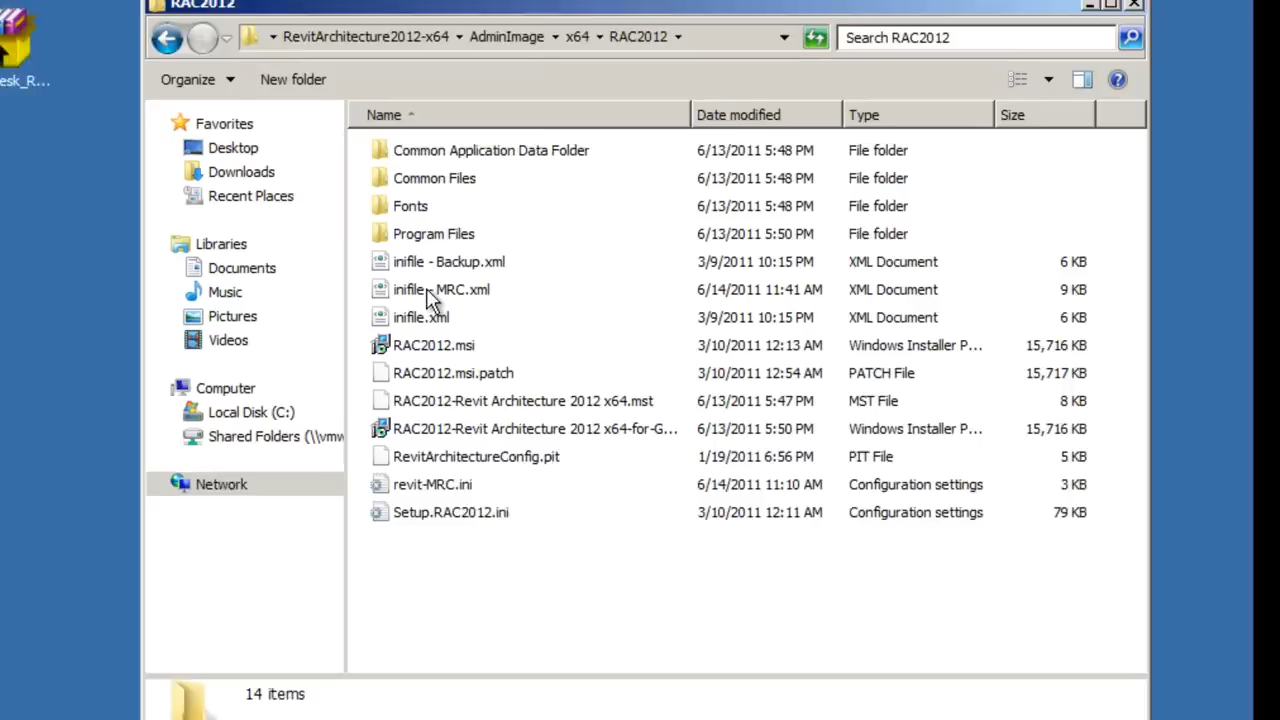 RAC2012
RevitArchitecture2012-x64 AdminImage x64 RAC2012 Search RAC2012
esk_R...
Organize New folder
Name Date modified Type Size
Favorites
Desktop
Downloads
Recent Places
Libraries
Documents
Music
Pictures
Videos
Computer
Local Disk (C:)
Shared Folders (\\vmw
Network
Common Application Data Folder 6/13/2011 5:48 PM File folder
Common Files 6/13/2011 5:48 PM File folder
Fonts 6/13/2011 5:48 PM File folder
Program Files 6/13/2011 5:50 PM File folder
inifile - Backup.xml 3/9/2011 10:15 PM XML Document 6 KB
inifile - MRC.xml 6/14/2011 11:41 AM XML Document 9 KB
inifile.xml 3/9/2011 10:15 PM XML Document 6 KB
RAC2012.msi 3/10/2011 12:13 AM Windows Installer P... 15,716 KB
RAC2012.msi.patch 3/10/2011 12:54 AM PATCH File 15,717 KB
RAC2012-Revit Architecture 2012 x64.mst 6/13/2011 5:47 PM MST File 8 KB
RAC2012-Revit Architecture 2012 x64-for-G... 6/13/2011 5:50 PM Windows Installer P... 15,716 KB
RevitArchitectureConfig.pit 1/19/2011 6:56 PM PIT File 5 KB
revit-MRC.ini 6/14/2011 11:10 AM Configuration settings 3 KB
Setup.RAC2012.ini 3/10/2011 12:11 AM Configuration settings 79 KB
14 items